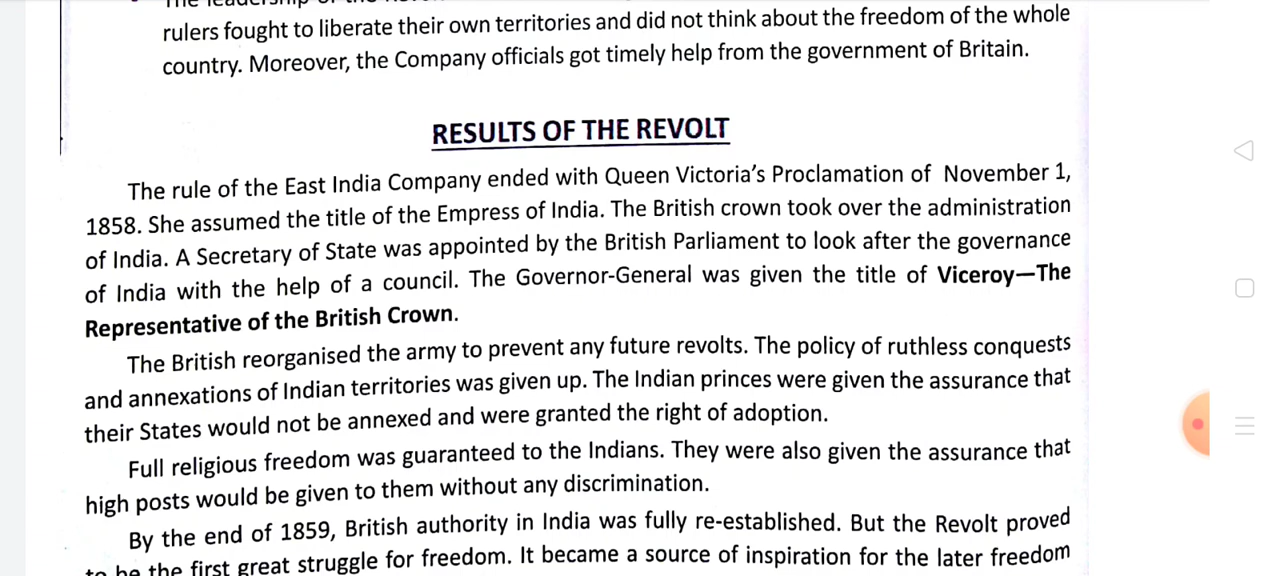 The leadership of the
rulers fought to liberate their own territories and did not think about the freedom of the whole
country. Moreover, the Company officials got timely help from the government of Britain.
RESULTS OF THE REVOLT
The rule of the East India Company ended with Queen Victoria's Proclamation of November 1,
1858. She assumed the title of the Empress of India. The British crown took over the administration
of India. A Secretary of State was appointed by the British Parliament to look after the governance
of India with the help of a council. The Governor-General was given the title of Viceroy—The
Representative of the British Crown.
The British reorganised the army to prevent any future revolts. The policy of ruthless conquests
and annexations of Indian territories was given up. The Indian princes were given the assurance that
their States would not be annexed and were granted the right of adoption.
Full religious freedom was guaranteed to the Indians. They were also given the assurance that
high posts would be given to them without any discrimination.
By the end of 1859, British authority in India was fully re-established. But the Revolt proved
to be the first great struggle for freedom. It became a source of inspiration for the later freedom